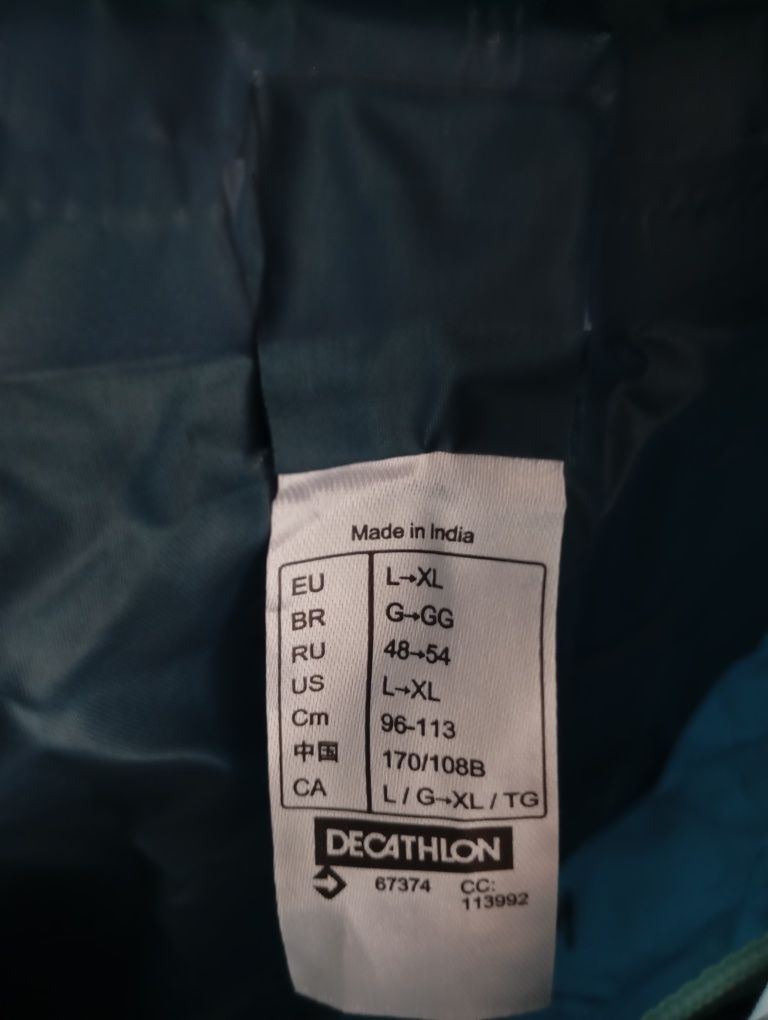 Made in India
EU L→XL
BR G→GG
RU 48→54
US L→XL
Cm 96-113
中国 170/108B
CA L / G→XL / TG
DECATHLON
67374 CC:
113992